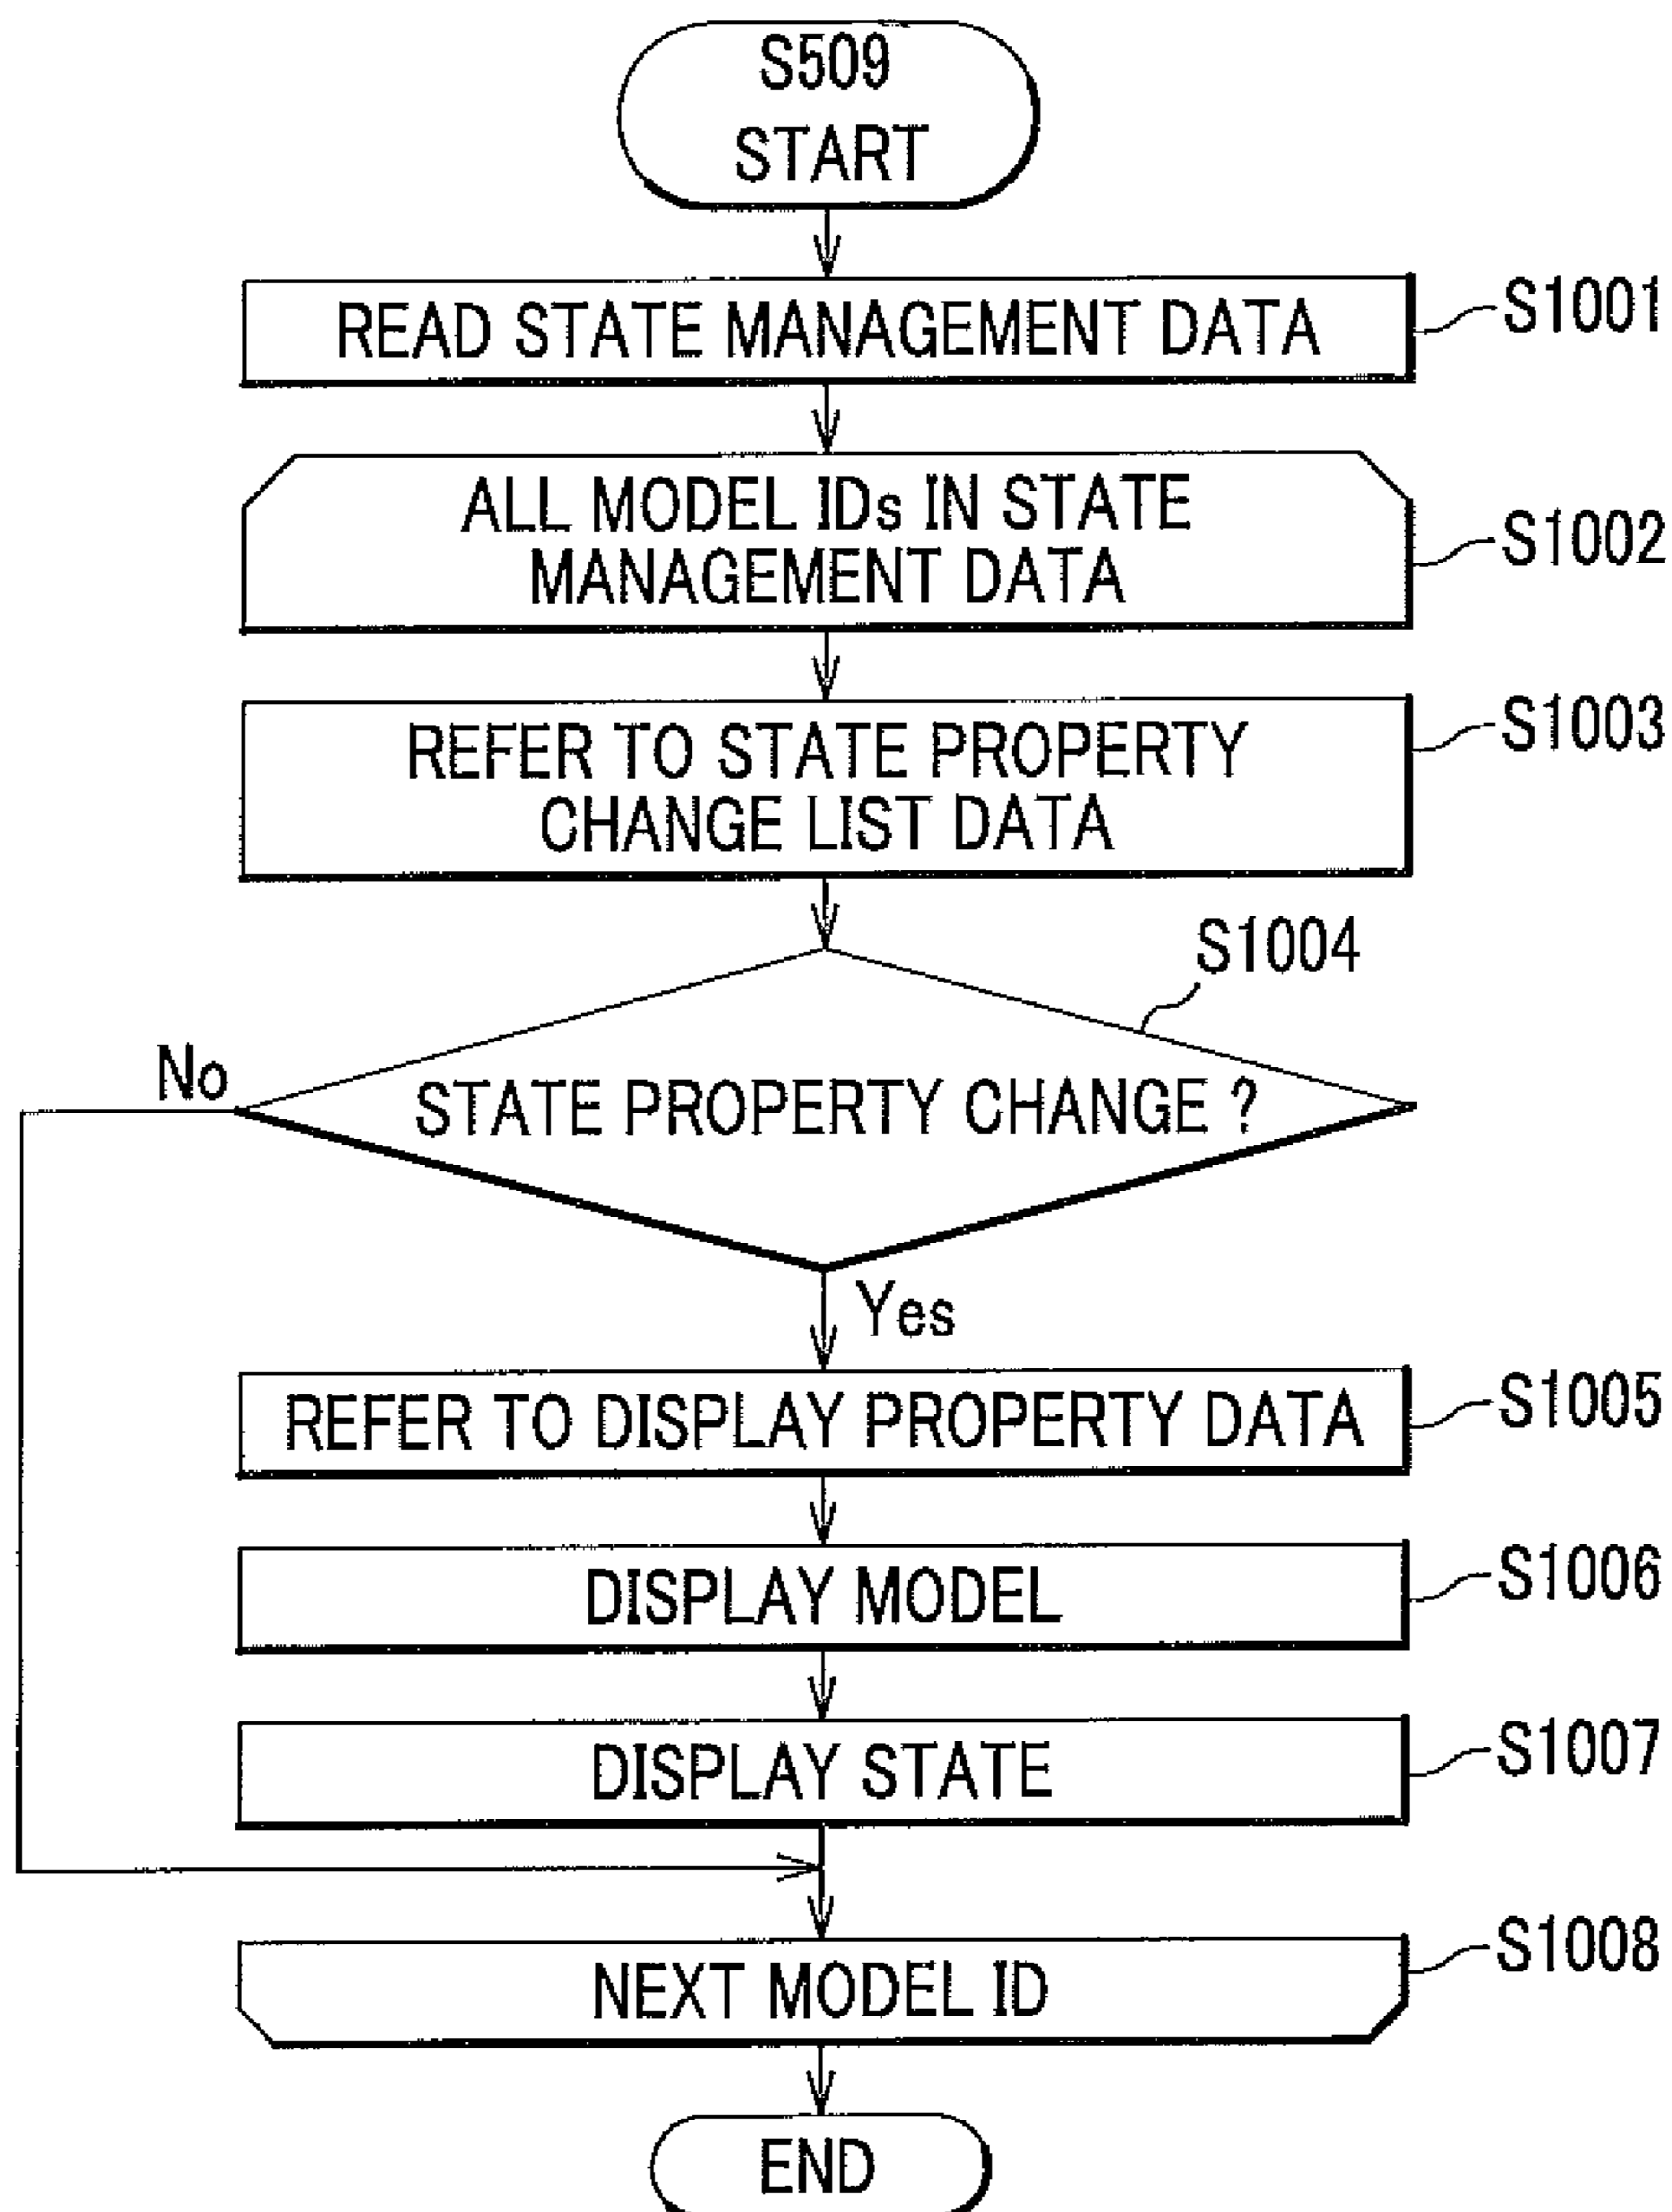 S509
START
READ STATE MANAGEMENT DATA
S1001
ALL MODEL IDs IN STATE
MANAGEMENT DATA
S1002
REFER TO STATE PROPERTY
CHANGE LIST DATA
S1003
S1004
No
STATE PROPERTY CHANGE ?
Yes
REFER TO DISPLAY PROPERTY DATA
S1005
DISPLAY MODEL
S1006
DISPLAY STATE
S1007
NEXT MODEL ID
S1008
END